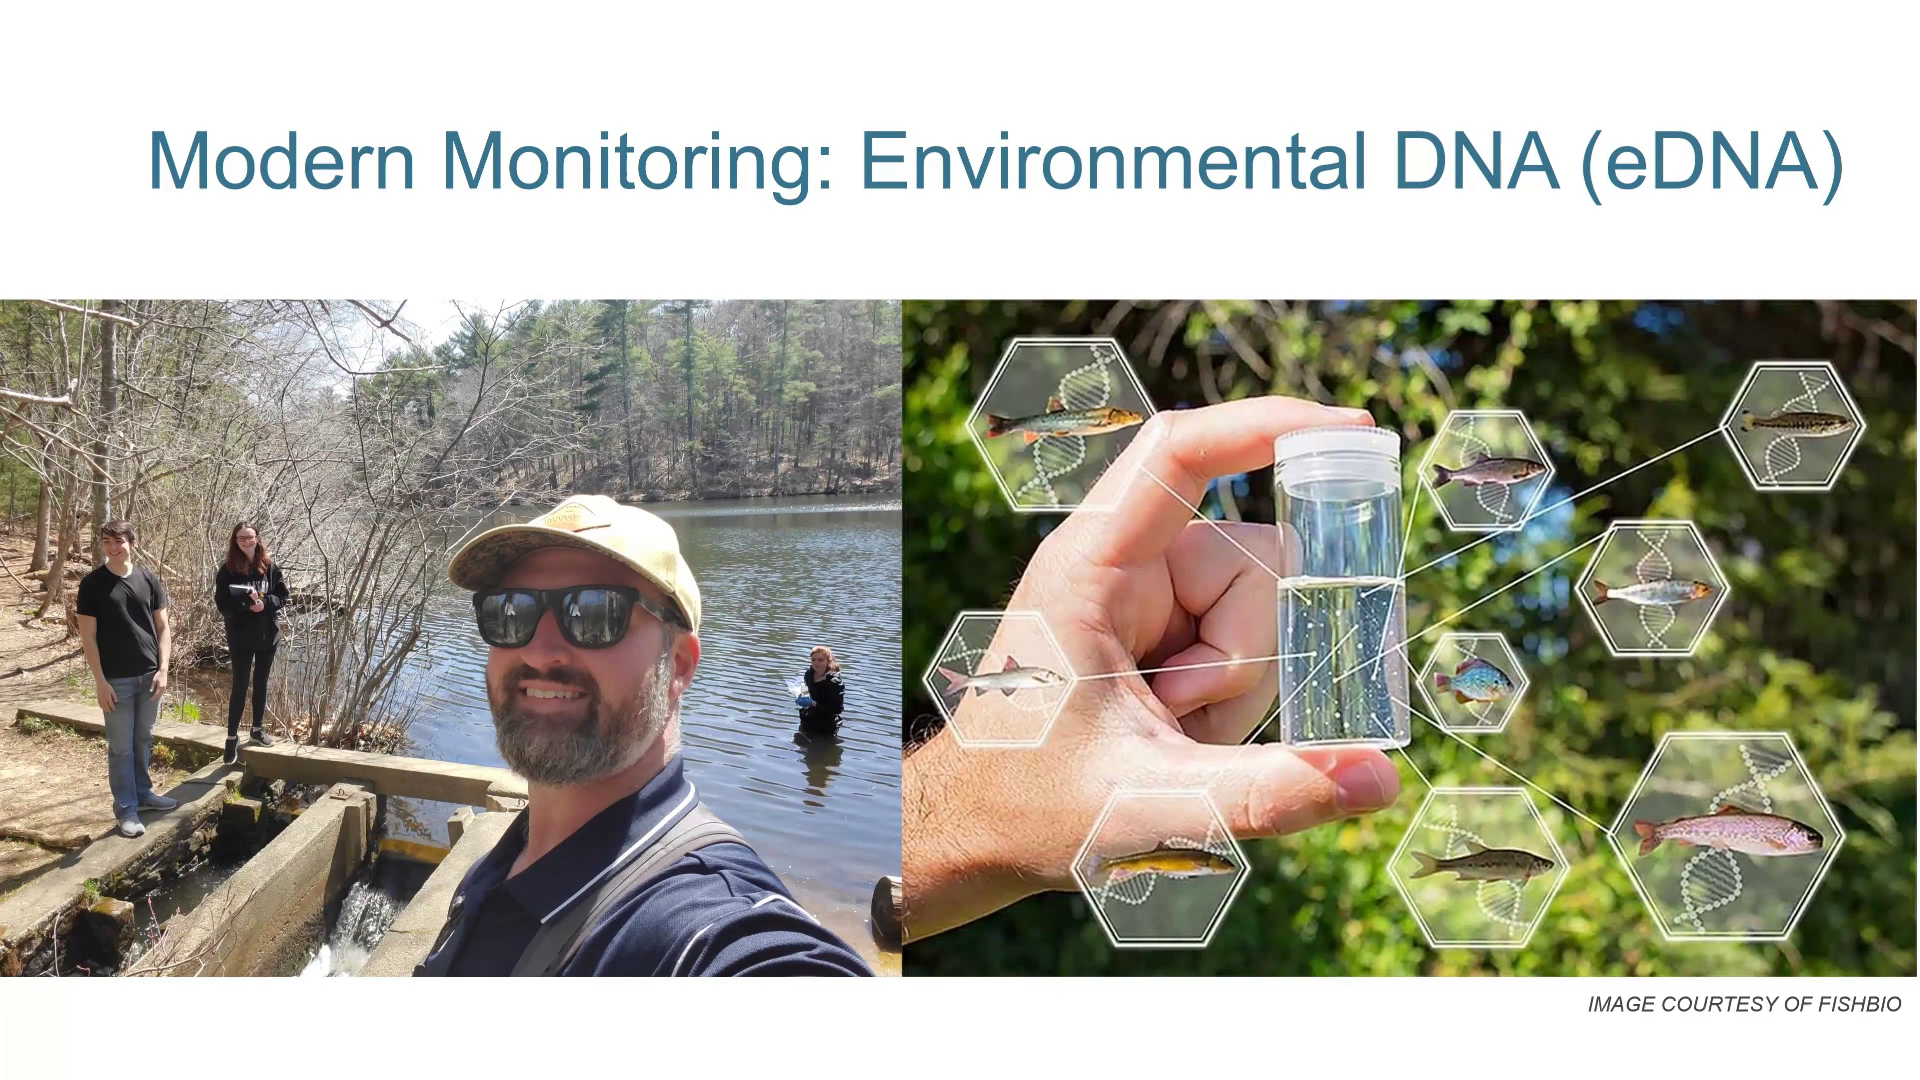 Modern Monitoring: Environmental DNA (eDNA)
IMAGE COURTESY OF FISHBIO